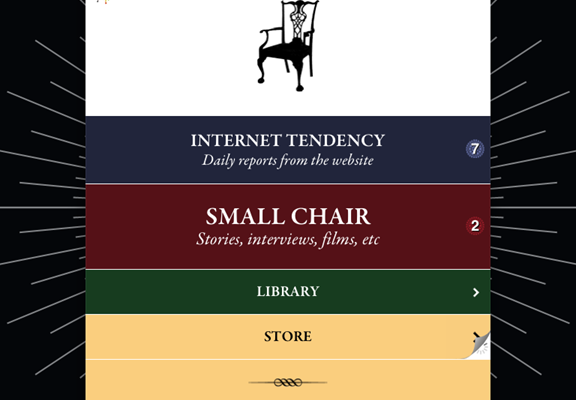 INTERNET TENDENCY
Daily reports from the website
7
SMALL CHAIR
Stories, interviews, films, etc
2
LIBRARY
STORE